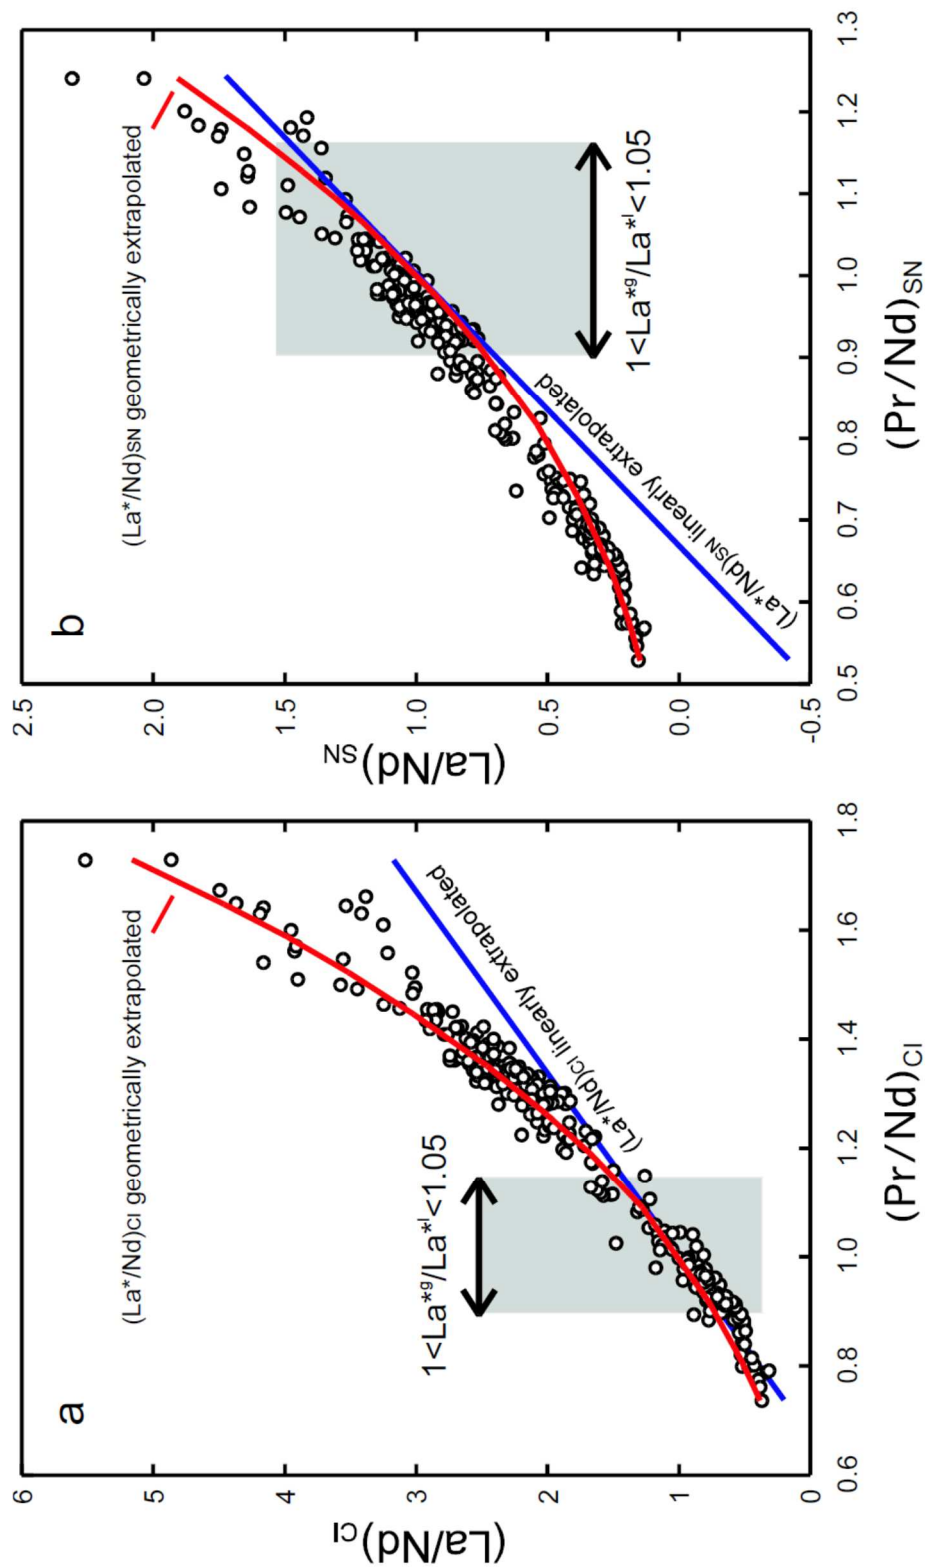 a
6
5
4
3
2
1
0
(La/Nd)CI
(La*/Nd)CI geometrically extrapolated
1<La*g/La*l<1.05
(La*/Nd)CI linearly
extrapolated
0.6 0.8 1.0 1.2 1.4 1.6 1.8
(Pr/Nd)CI
b
2.5
2.0
1.5
1.0
0.5
0.0
-0.5
(La/Nd)SN
(La*/Nd)SN geometrically extrapolated
1<La*g/La*l<1.05
(La*/Nd)SN linearly
extrapolated
0.5 0.6 0.7 0.8 0.9 1.0 1.1 1.2 1.3
(Pr/Nd)SN